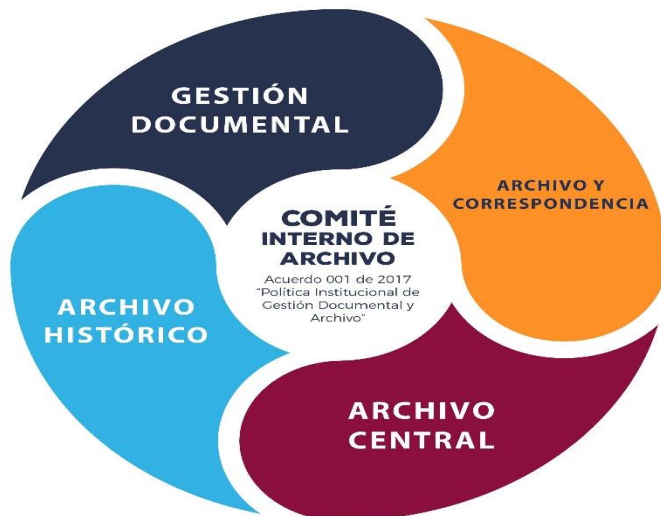 GESTIÓN
DOCUMENTAL
ARCHIVO Y
CORRESPONDENCIA
COMITÉ
INTERNO DE
ARCHIVO
Acuerdo 001 de 2017
"Política Institucional de
Gestión Documental y
Archivo"
ARCHIVO
HISTÓRICO
ARCHIVO
CENTRAL